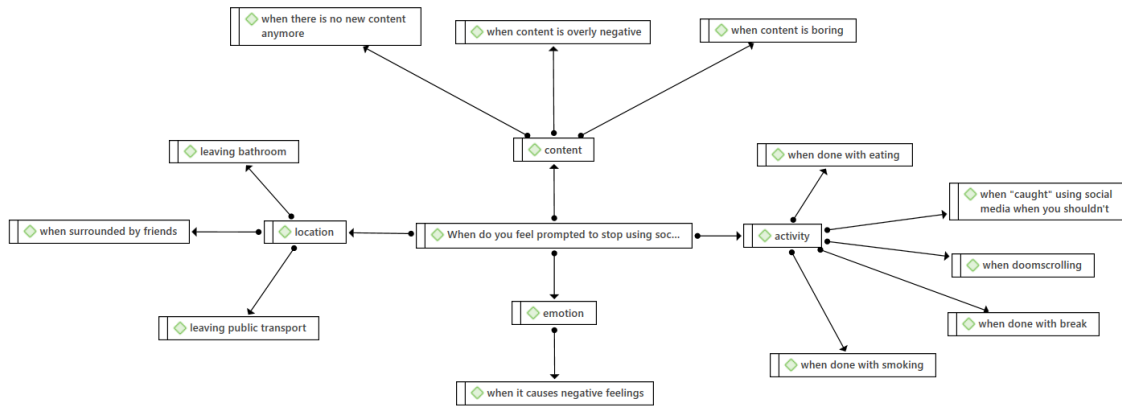 when there is no new content
anymore
when content is overly negative
when content is boring
leaving bathroom
content
when done with eating
when "caught" using social
media when you shouldn't
when surrounded by friends
location
When do you feel prompted to stop using soc...
activity
when doomscrolling
emotion
leaving public transport
when done with break
when done with smoking
when it causes negative feelings